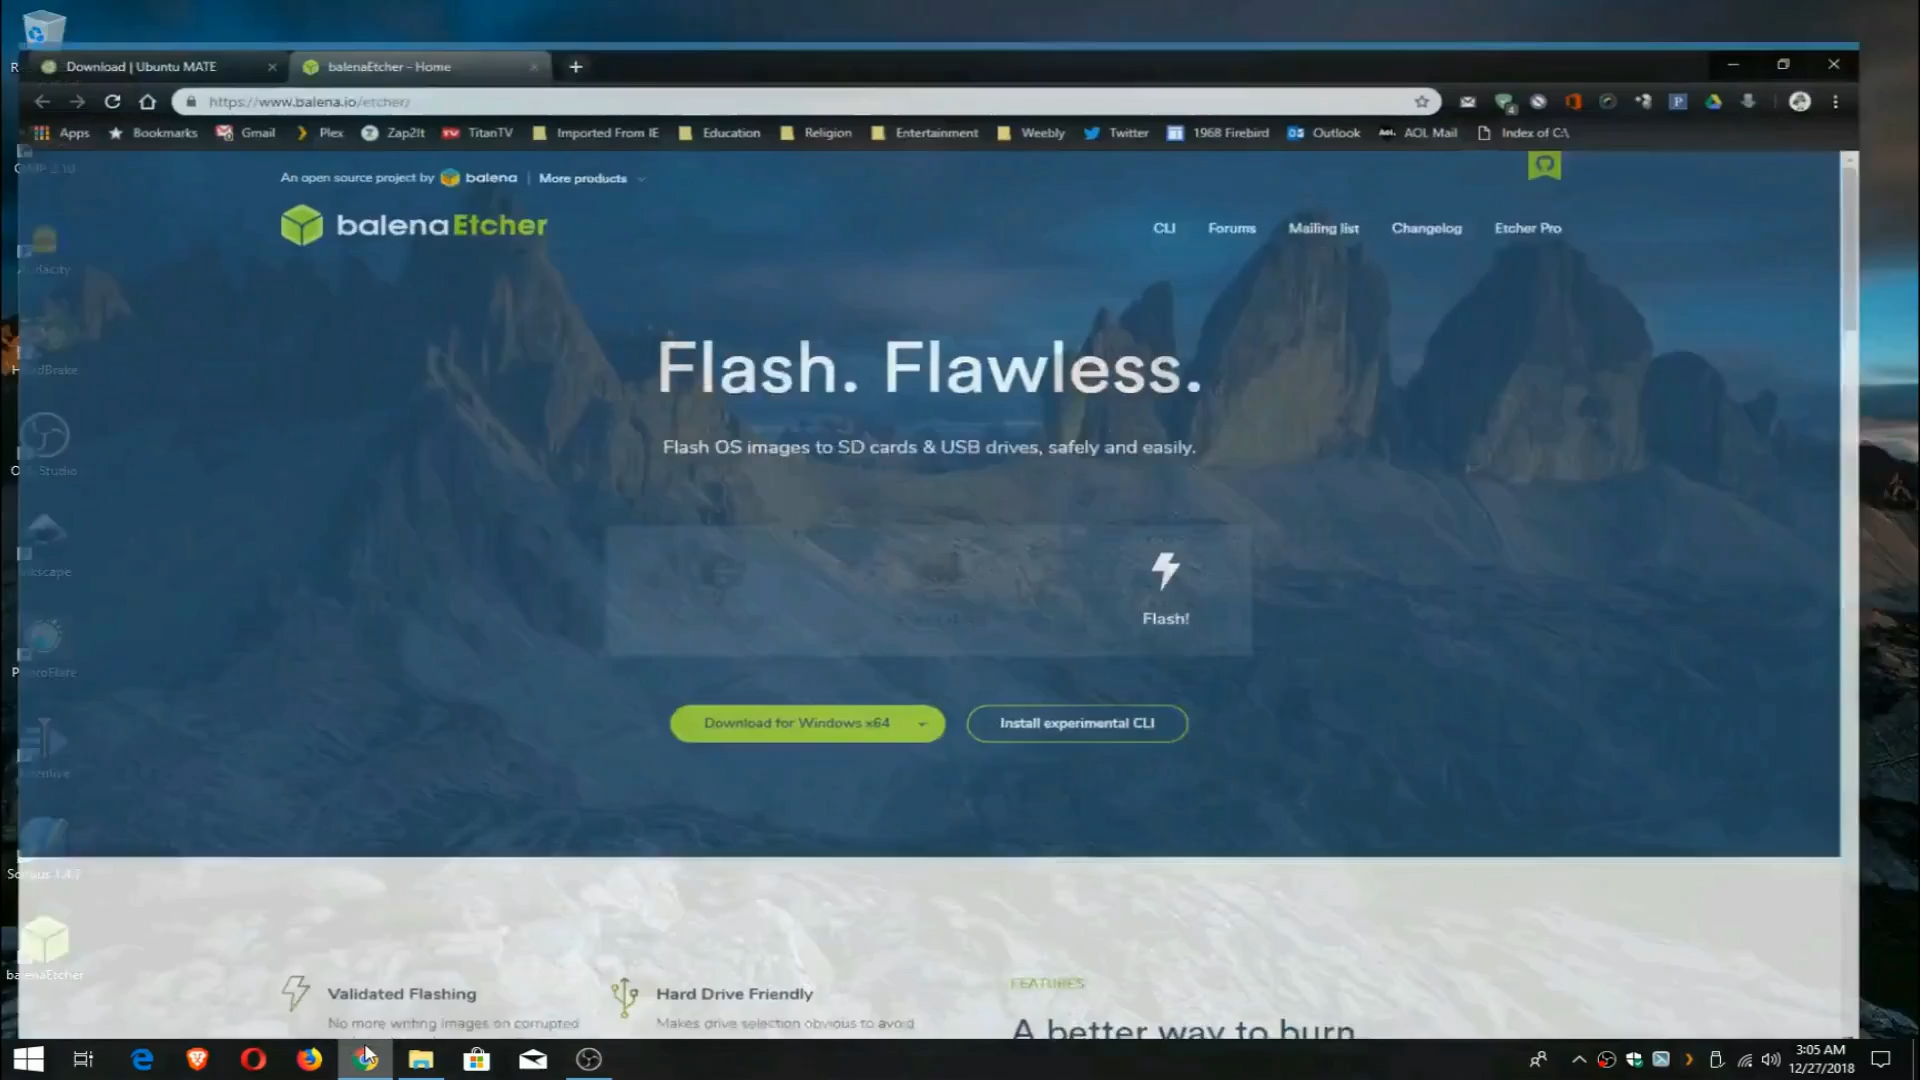 Download | Ubuntu MATE
balenaEtcher - Home
https://www.balena.io/etcher/
Apps
Bookmarks
Gmail
Plex
Zap2It
TitanTV
Imported From IE
Education
Religion
Entertainment
Weebly
Twitter
1968 Firebird
Outlook
AOL Mail
Index of C:\
An open source project by balena | More products
balenaEtcher
CLI
Forums
Mailing list
Changelog
Etcher Pro
Flash. Flawless.
Flash OS images to SD cards & USB drives, safely and easily.
Flash!
Download for Windows x64
Install experimental CLI
Validated Flashing
No more writing images on corrupted
Hard Drive Friendly
Makes drive selection obvious to avoid
FEATURES
A better way to burn
balenaEtcher
3:05 AM
12/27/2018